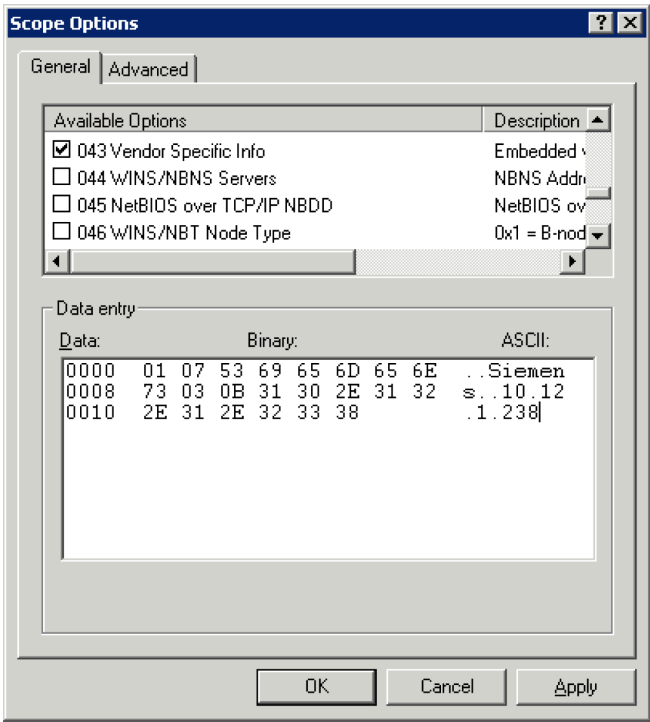 Scope Options
General Advanced
Available Options Description
043 Vendor Specific Info Embedded v
044 WINS/NBNS Servers NBNS Addr
045 NetBIOS over TCP/IP NBDD NetBIOS ov
046 WINS/NBT Node Type 0x1 = B-nod
Data entry
Data: Binary: ASCII:
0000 01 07 53 69 65 6D 65 6E ..Siemen
0008 73 03 0B 31 30 2E 31 32 s..10.12
0010 2E 31 2E 32 33 38 .1.238
OK Cancel Apply